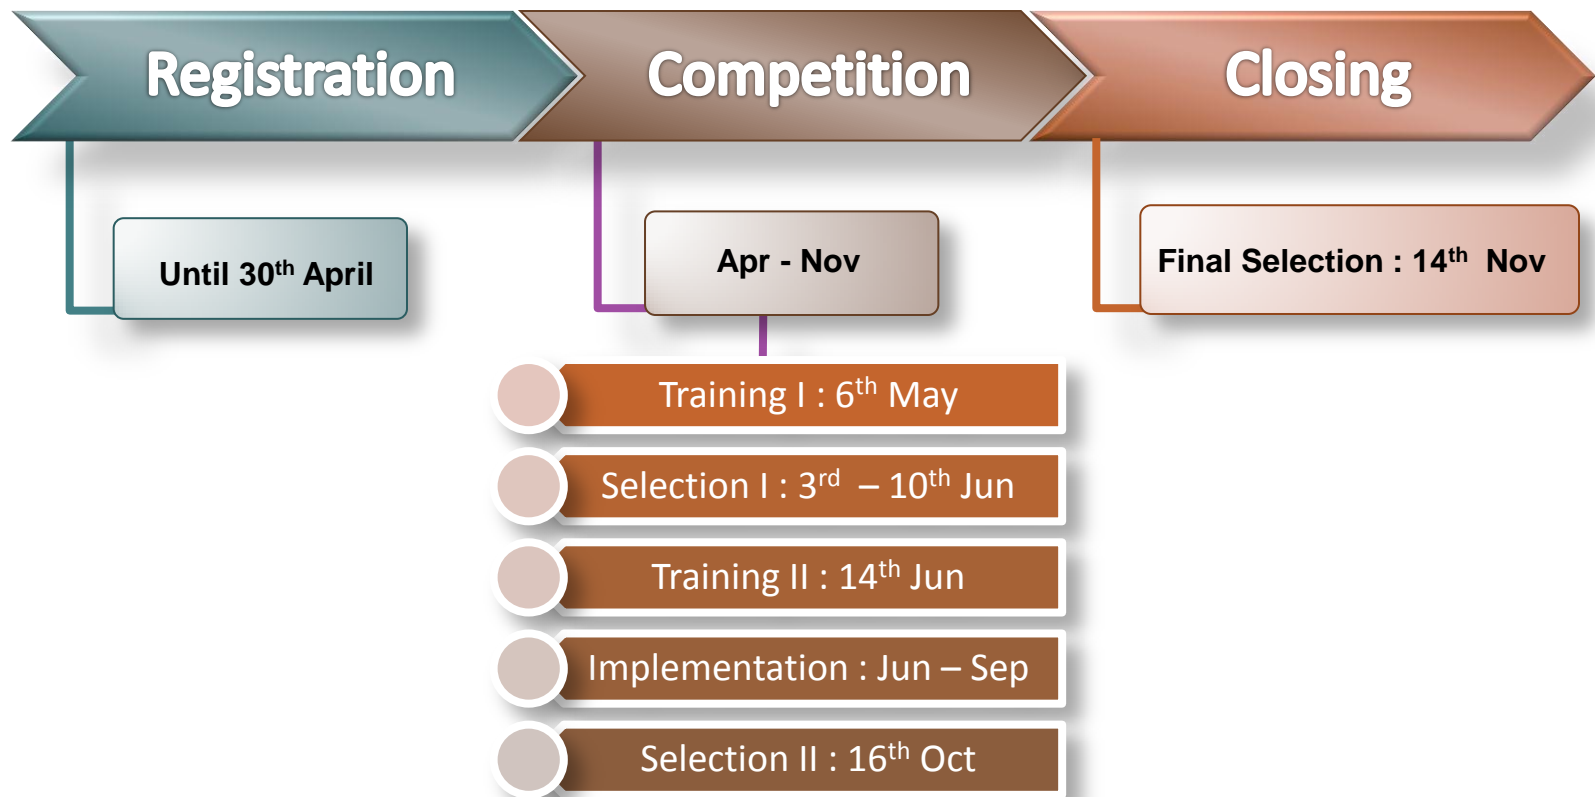 Registration
Competition
Closing
Until 30th April
Apr - Nov
Final Selection : 14th Nov
Training I : 6th May
Selection I : 3rd – 10th Jun
Training II : 14th Jun
Implementation : Jun – Sep
Selection II : 16th Oct